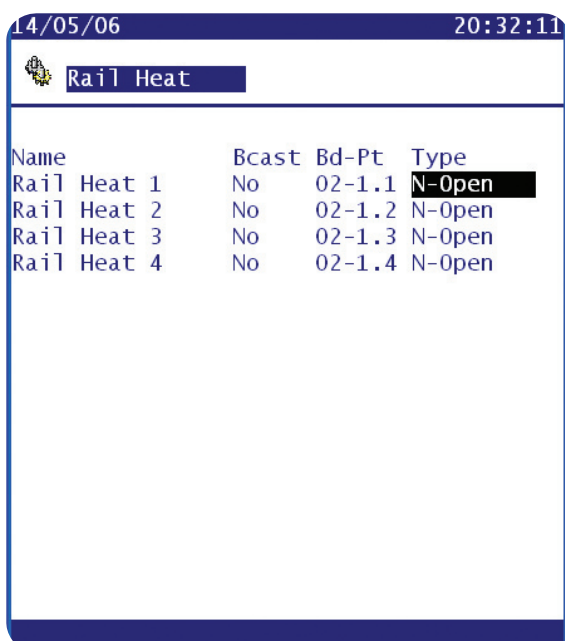 14/05/06 20:32:11
Rail Heat
Name Bcast Bd-Pt Type
Rail Heat 1 No 02-1.1 N-Open
Rail Heat 2 No 02-1.2 N-Open
Rail Heat 3 No 02-1.3 N-Open
Rail Heat 4 No 02-1.4 N-Open